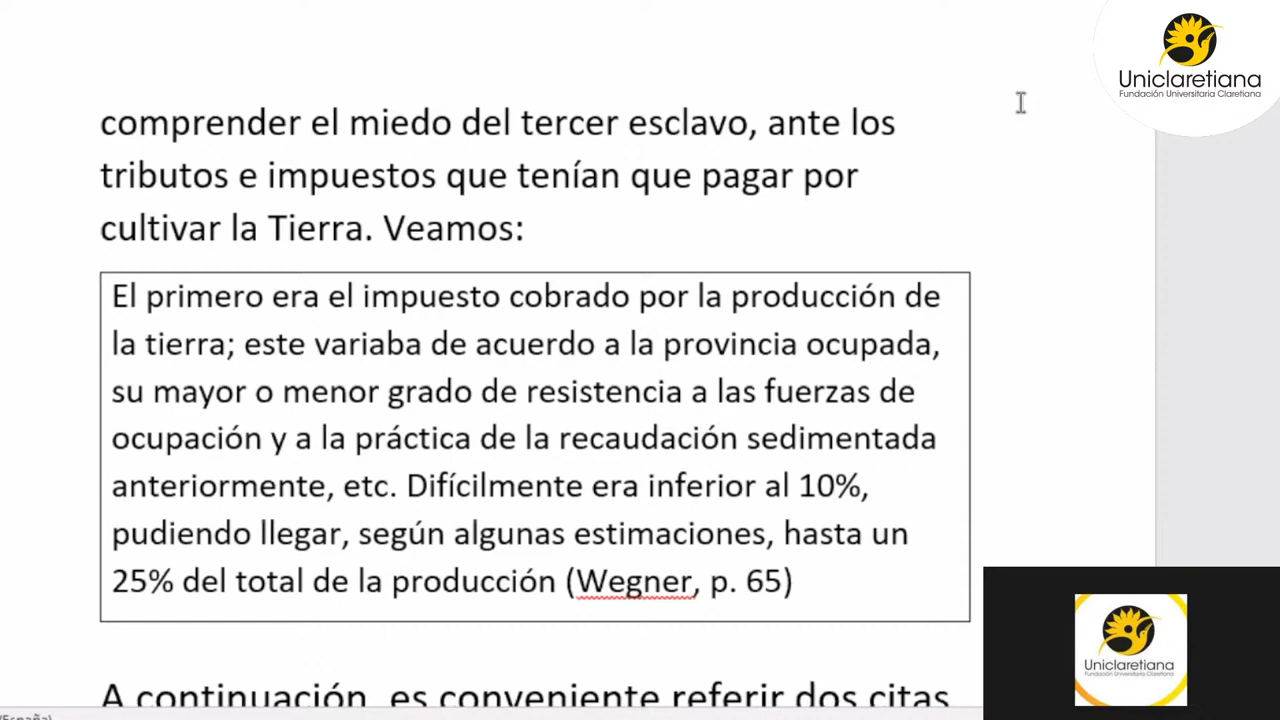 Uniclaretiana
Fundación Universitaria Claretiana
comprender el miedo del tercer esclavo, ante los
tributos e impuestos que tenían que pagar por
cultivar la Tierra. Veamos:
El primero era el impuesto cobrado por la producción de
la tierra; este variaba de acuerdo a la provincia ocupada,
su mayor o menor grado de resistencia a las fuerzas de
ocupación y a la práctica de la recaudación sedimentada
anteriormente, etc. Difícilmente era inferior al 10%,
pudiendo llegar, según algunas estimaciones, hasta un
25% del total de la producción (Wegner, p. 65)
A continuación, es conveniente referir dos citas
Uniclaretiana
Fundación Universitaria Claretiana